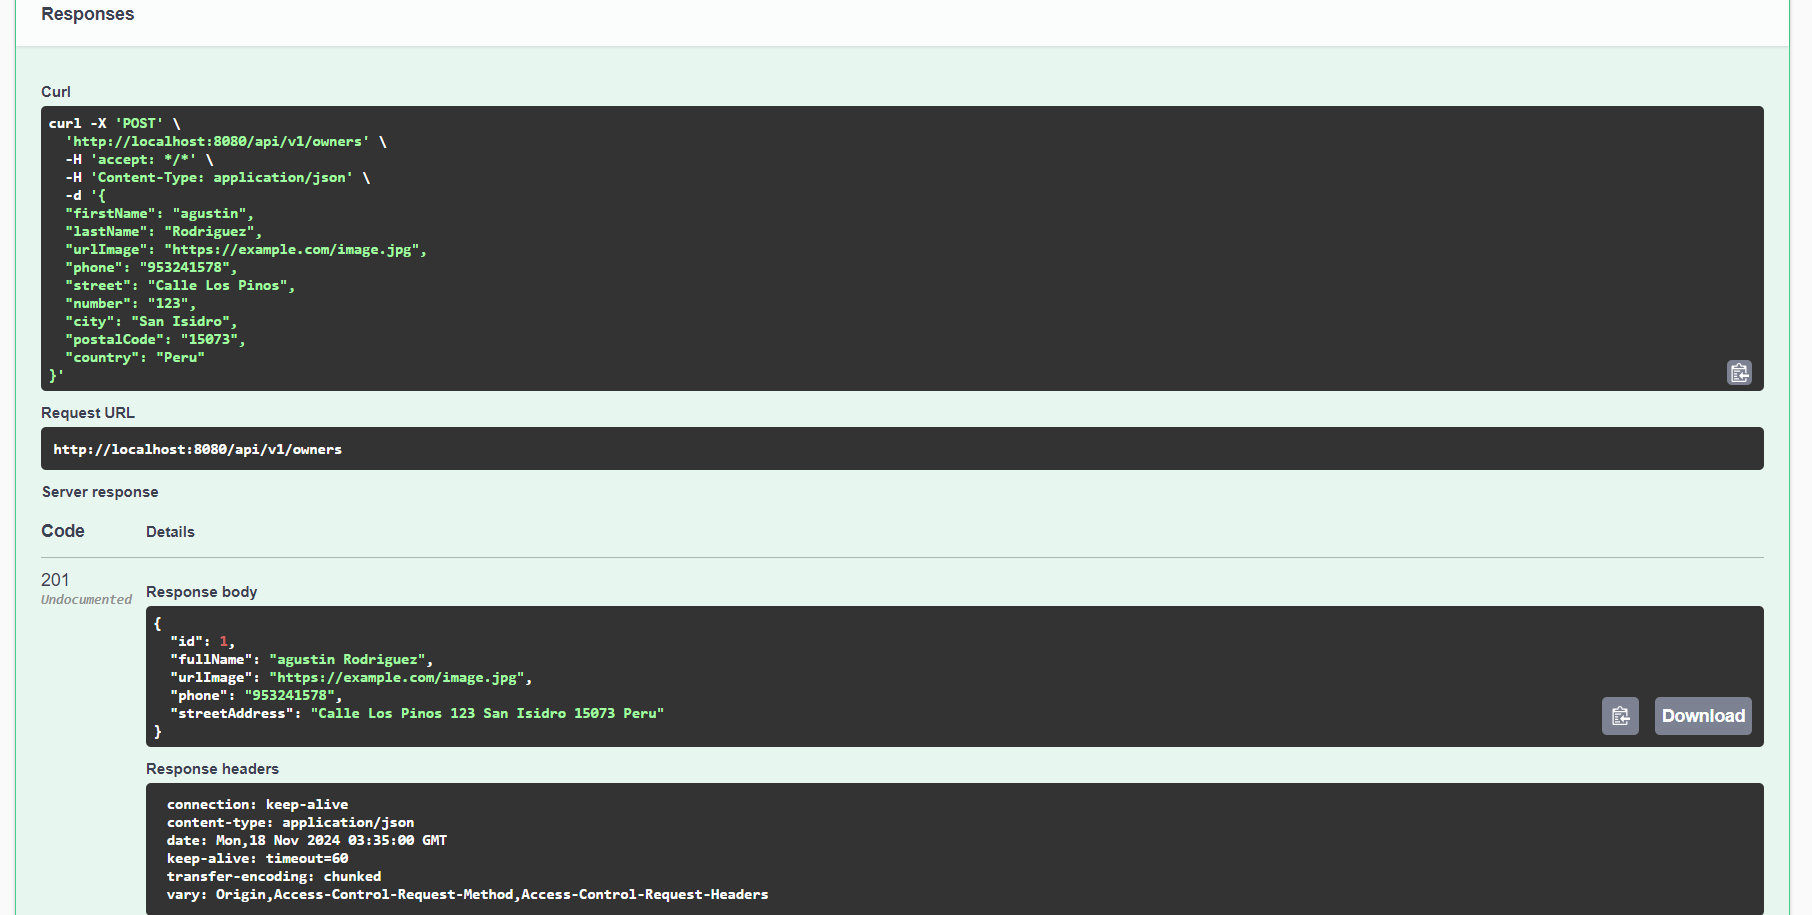 Responses
Curl
curl -X 'POST' \
'http://localhost:8080/api/v1/owners' \
-H 'accept: */*' \
-H 'Content-Type: application/json' \
-d '{
"firstName": "agustin",
"lastName": "Rodriguez",
"urlImage": "https://example.com/image.jpg",
"phone": "953241578",
"street": "Calle Los Pinos",
"number": "123",
"city": "San Isidro",
"postalCode": "15073",
"country": "Peru"
}'
Request URL
http://localhost:8080/api/v1/owners
Server response
Code Details
201
Undocumented
Response body
{
"id": 1,
"fullName": "agustin Rodriguez",
"urlImage": "https://example.com/image.jpg",
"phone": "953241578",
"streetAddress": "Calle Los Pinos 123 San Isidro 15073 Peru"
}
Download
Response headers
connection: keep-alive
content-type: application/json
date: Mon,18 Nov 2024 03:35:00 GMT
keep-alive: timeout=60
transfer-encoding: chunked
vary: Origin,Access-Control-Request-Method,Access-Control-Request-Headers